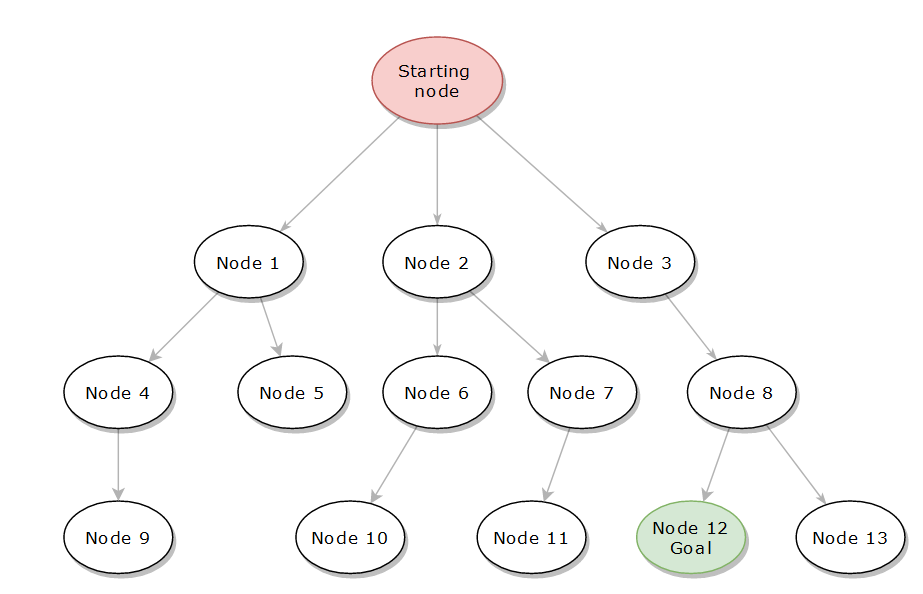 Starting
node
Node 1
Node 2
Node 3
Node 4
Node 5
Node 6
Node 7
Node 8
Node 9
Node 10
Node 11
Node 12
Goal
Node 13